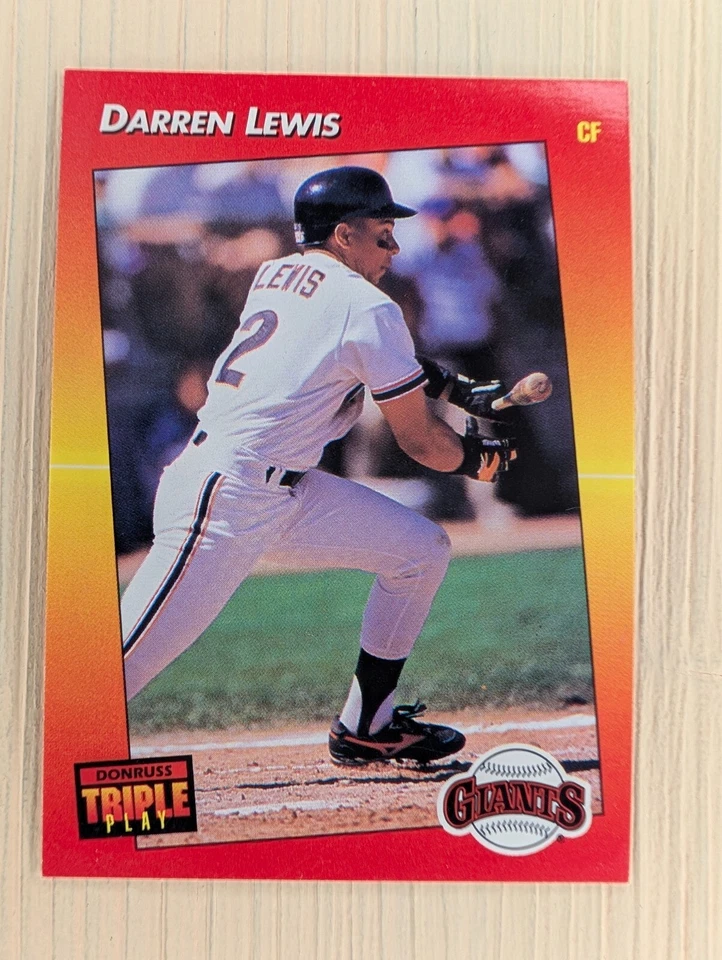 DARREN LEWIS
CF
LEWIS
2
DONRUSS
TRIPLE
PLAY
GIANTS